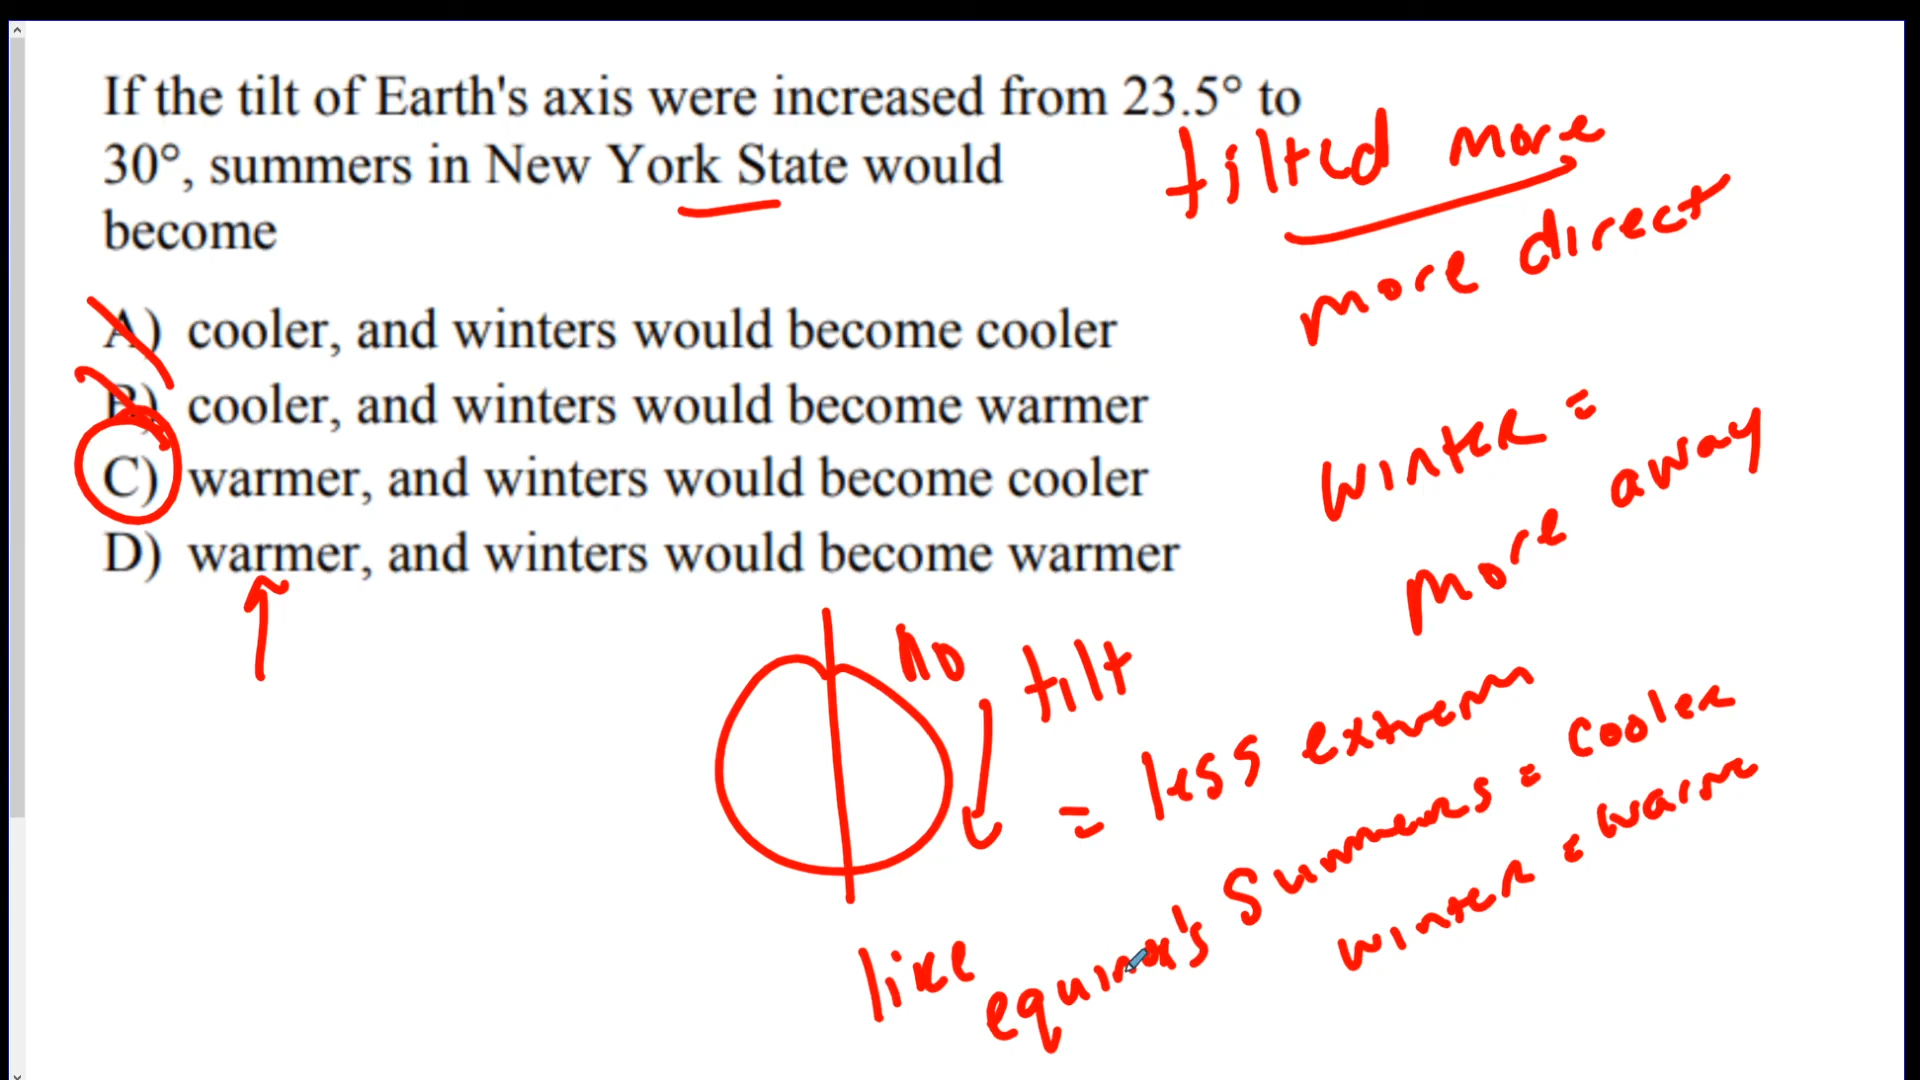 If the tilt of Earth's axis were increased from 23.5° to
30°, summers in New York State would
become
A) cooler, and winters would become cooler
B) cooler, and winters would become warmer
C) warmer, and winters would become cooler
D) warmer, and winters would become warmer
tilted more
more direct
winter =
more away
no tilt
= less extrem
Summers = cooler
winter = warm
like equinox's